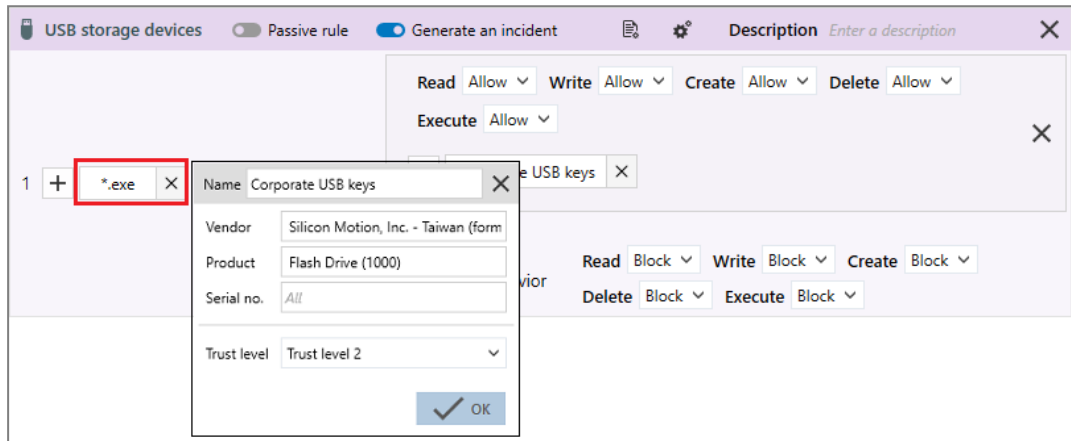 USB storage devices Passive rule Generate an incident Description Enter a description
Read Allow Write Allow Create Allow Delete Allow
Execute Allow
e USB keys
1 *.exe
Name Corporate USB keys
Vendor Silicon Motion, Inc. - Taiwan (form
Product Flash Drive (1000)
Serial no. All
Trust level Trust level 2
OK
vior
Read Block Write Block Create Block
Delete Block Execute Block